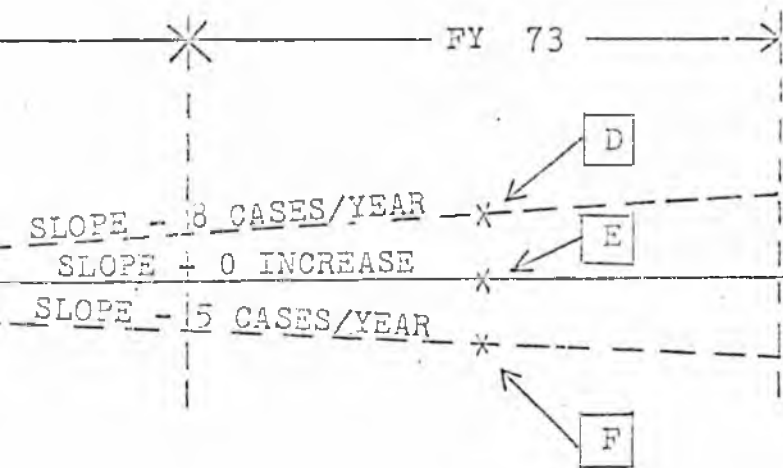 FY 73
D
SLOPE - 8 CASES/YEAR
E
SLOPE - 0 INCREASE
SLOPE - 5 CASES/YEAR
F